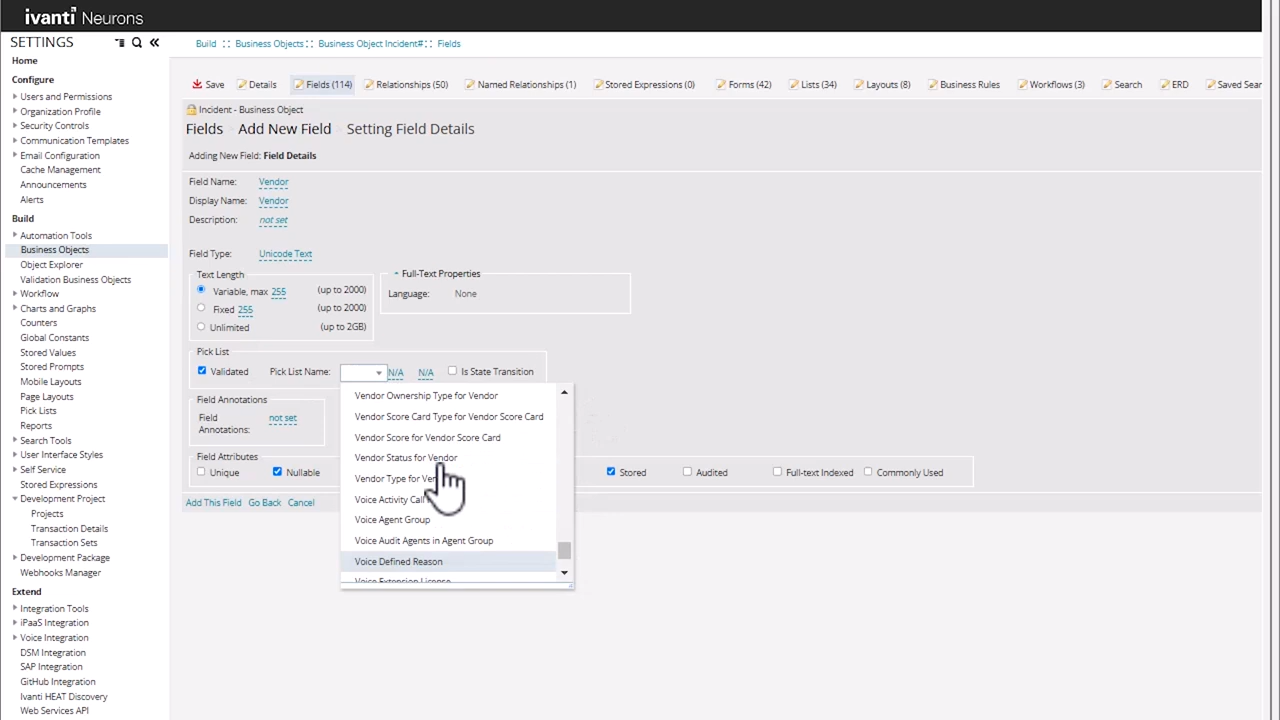 ivanti Neurons
SETTINGS
Build :: Business Objects :: Business Object Incident# :: Fields
Home
Configure
Users and Permissions
Organization Profile
Security Controls
Communication Templates
Email Configuration
Cache Management
Announcements
Alerts
Build
Automation Tools
Business Objects
Object Explorer
Validation Business Objects
Workflow
Charts and Graphs
Counters
Global Constants
Stored Values
Stored Prompts
Mobile Layouts
Page Layouts
Pick Lists
Reports
Search Tools
User Interface Styles
Self Service
Stored Expressions
Development Project
Projects
Transaction Details
Transaction Sets
Development Package
Webhooks Manager
Extend
Integration Tools
iPaaS Integration
Voice Integration
DSM Integration
SAP Integration
GitHub Integration
Ivanti HEAT Discovery
Web Services API
Save Details Fields (114) Relationships (50) Named Relationships (1) Stored Expressions (0) Forms (42) Lists (34) Layouts (8) Business Rules Workflows (3) Search ERD Saved Sear
Incident - Business Object
Fields Add New Field Setting Field Details
Adding New Field: Field Details
Field Name: Vendor
Display Name: Vendor
Description: not set
Field Type: Unicode Text
Text Length
Variable, max 255 (up to 2000)
Fixed 255 (up to 2000)
Unlimited (up to 2GB)
Full-Text Properties
Language: None
Pick List
Validated Pick List Name: N/A N/A Is State Transition
Field Annotations
Field Annotations: not set
Field Attributes
Unique Nullable Stored Audited Full-text Indexed Commonly Used
Add This Field Go Back Cancel
Vendor Ownership Type for Vendor
Vendor Score Card Type for Vendor Score Card
Vendor Score for Vendor Score Card
Vendor Status for Vendor
Vendor Type for
Voice Activity Call
Voice Agent Group
Voice Audit Agents in Agent Group
Voice Defined Reason
Voice Extension License